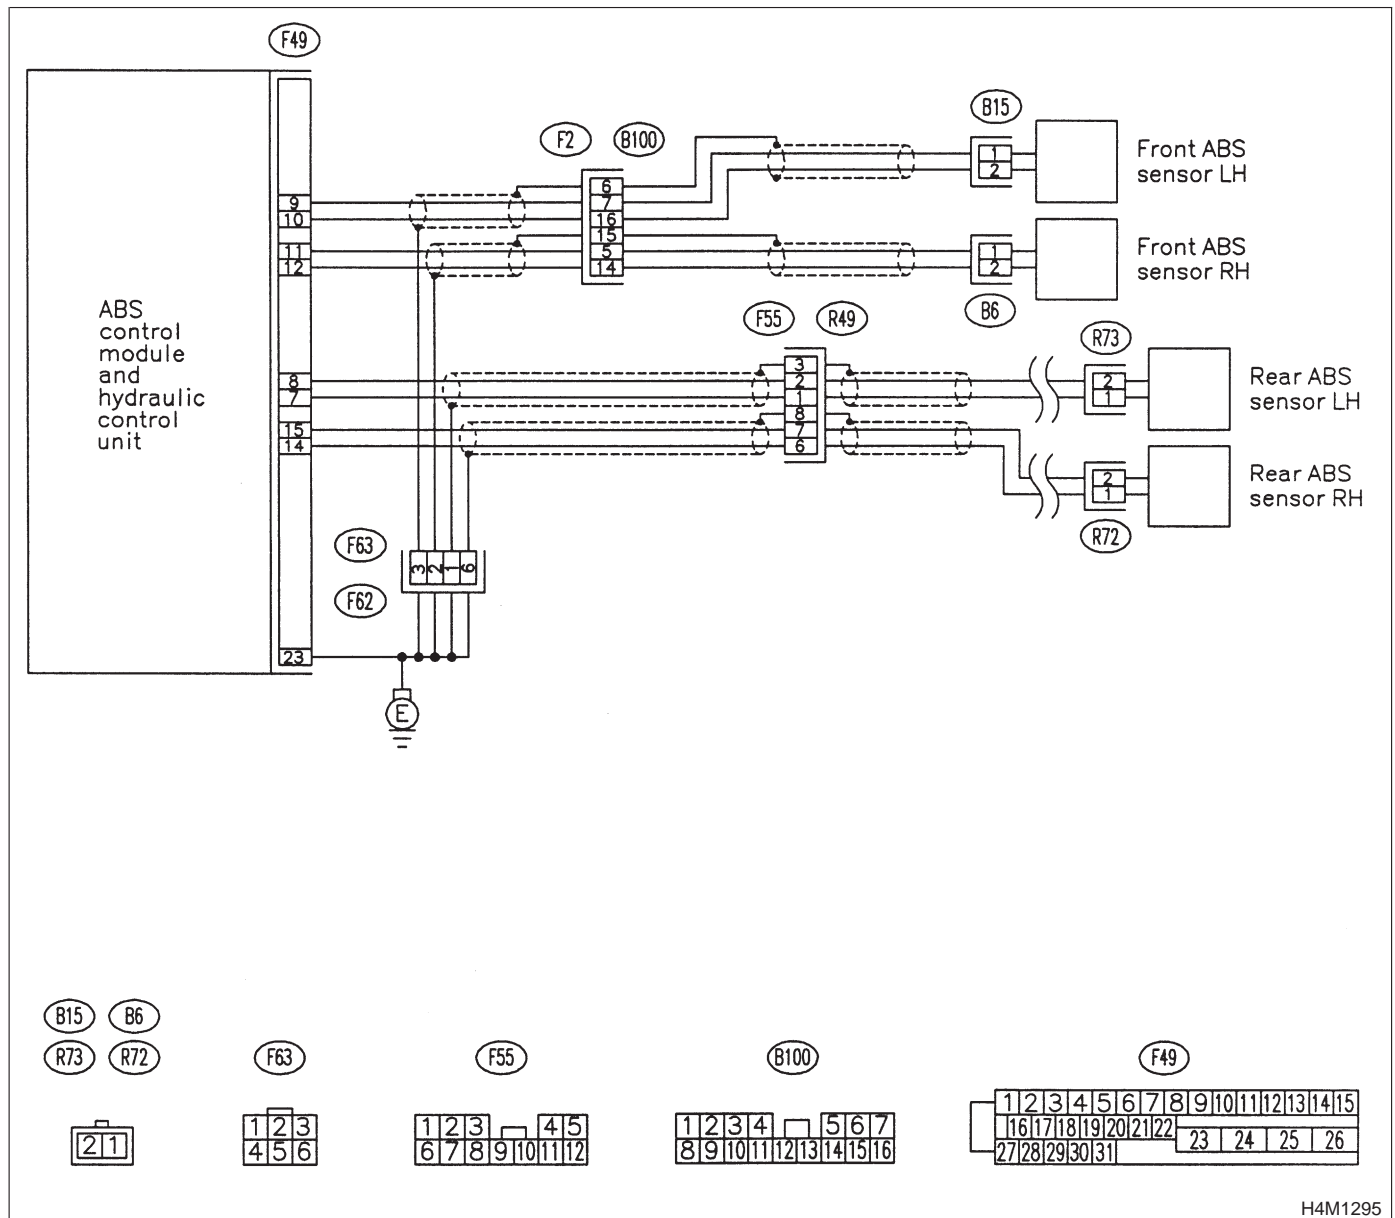 F49
B15
F2 B100
1
2
Front ABS
sensor LH
6
7
16
15
5
14
9
10
11
12
1
2
Front ABS
sensor RH
B6
F55 R49
R73
ABS
control
module
and
hydraulic
control
unit
8
7
15
14
3
2
1
8
7
6
2
1
Rear ABS
sensor LH
2
1
Rear ABS
sensor RH
R72
F63
3 2 1 6
F62
23
E
B15 B6
R73 R72
F63
F55
B100
F49
2 1
1 2 3
4 5 6
1 2 3 4 5
6 7 8 9 10 11 12
1 2 3 4 5 6 7
8 9 10 11 12 13 14 15 16
1 2 3 4 5 6 7 8 9 10 11 12 13 14 15
16 17 18 19 20 21 22 23 24 25 26
27 28 29 30 31
H4M1295